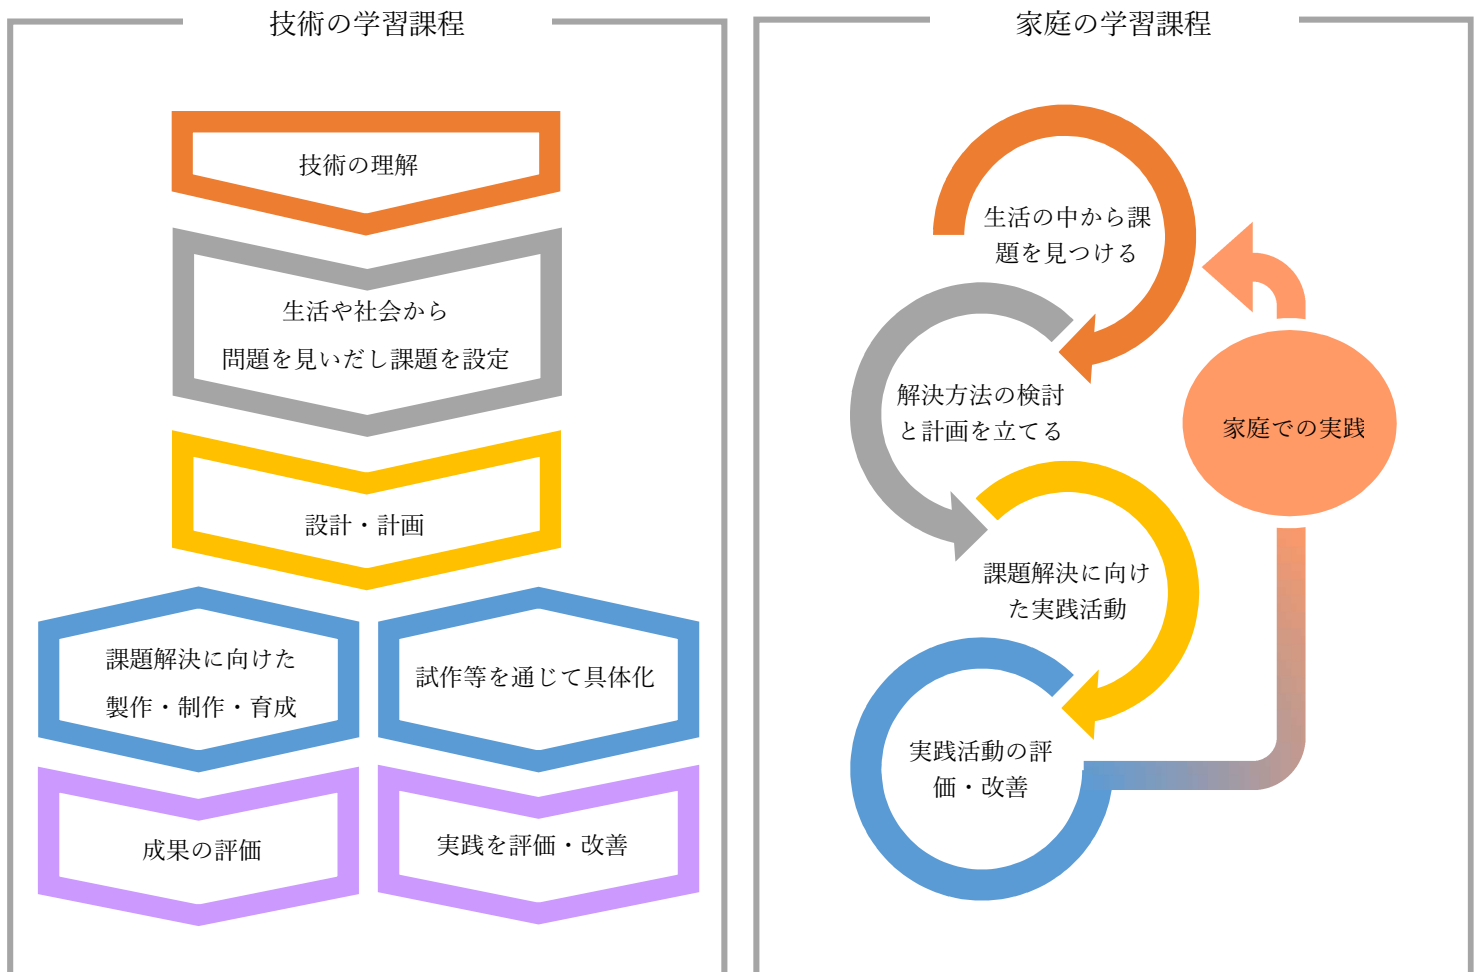 技術の学習課程
技術の理解
生活や社会から
問題を見いだし課題を設定
設計・計画
課題解決に向けた
製作・制作・育成
試作等を通じて具体化
成果の評価
実践を評価・改善
家庭の学習課程
生活の中から課
題を見つける
解決方法の検討
と計画を立てる
家庭での実践
課題解決に向け
た実践活動
実践活動の評
価・改善